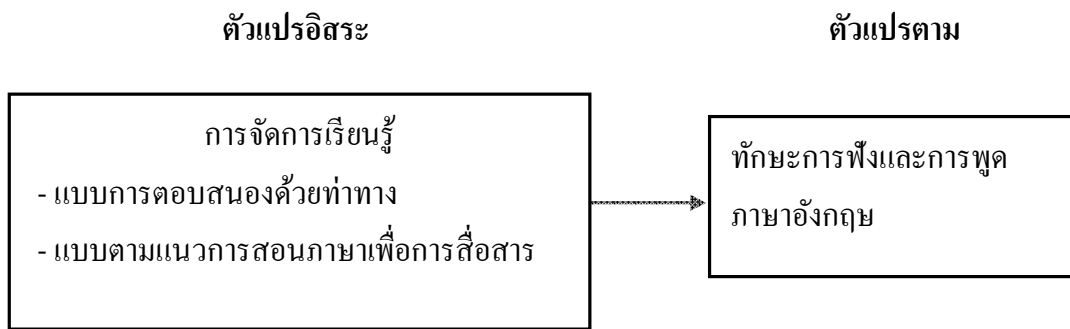 ตัวแปรอิสระ
ตัวแปรตาม
การจัดการเรียนรู้
- แบบการตอบสนองด้วยท่าทาง
- แบบตามแนวการสอนภาษาเพื่อการสื่อสาร
ทักษะการฟังและการพูด
ภาษาอังกฤษ